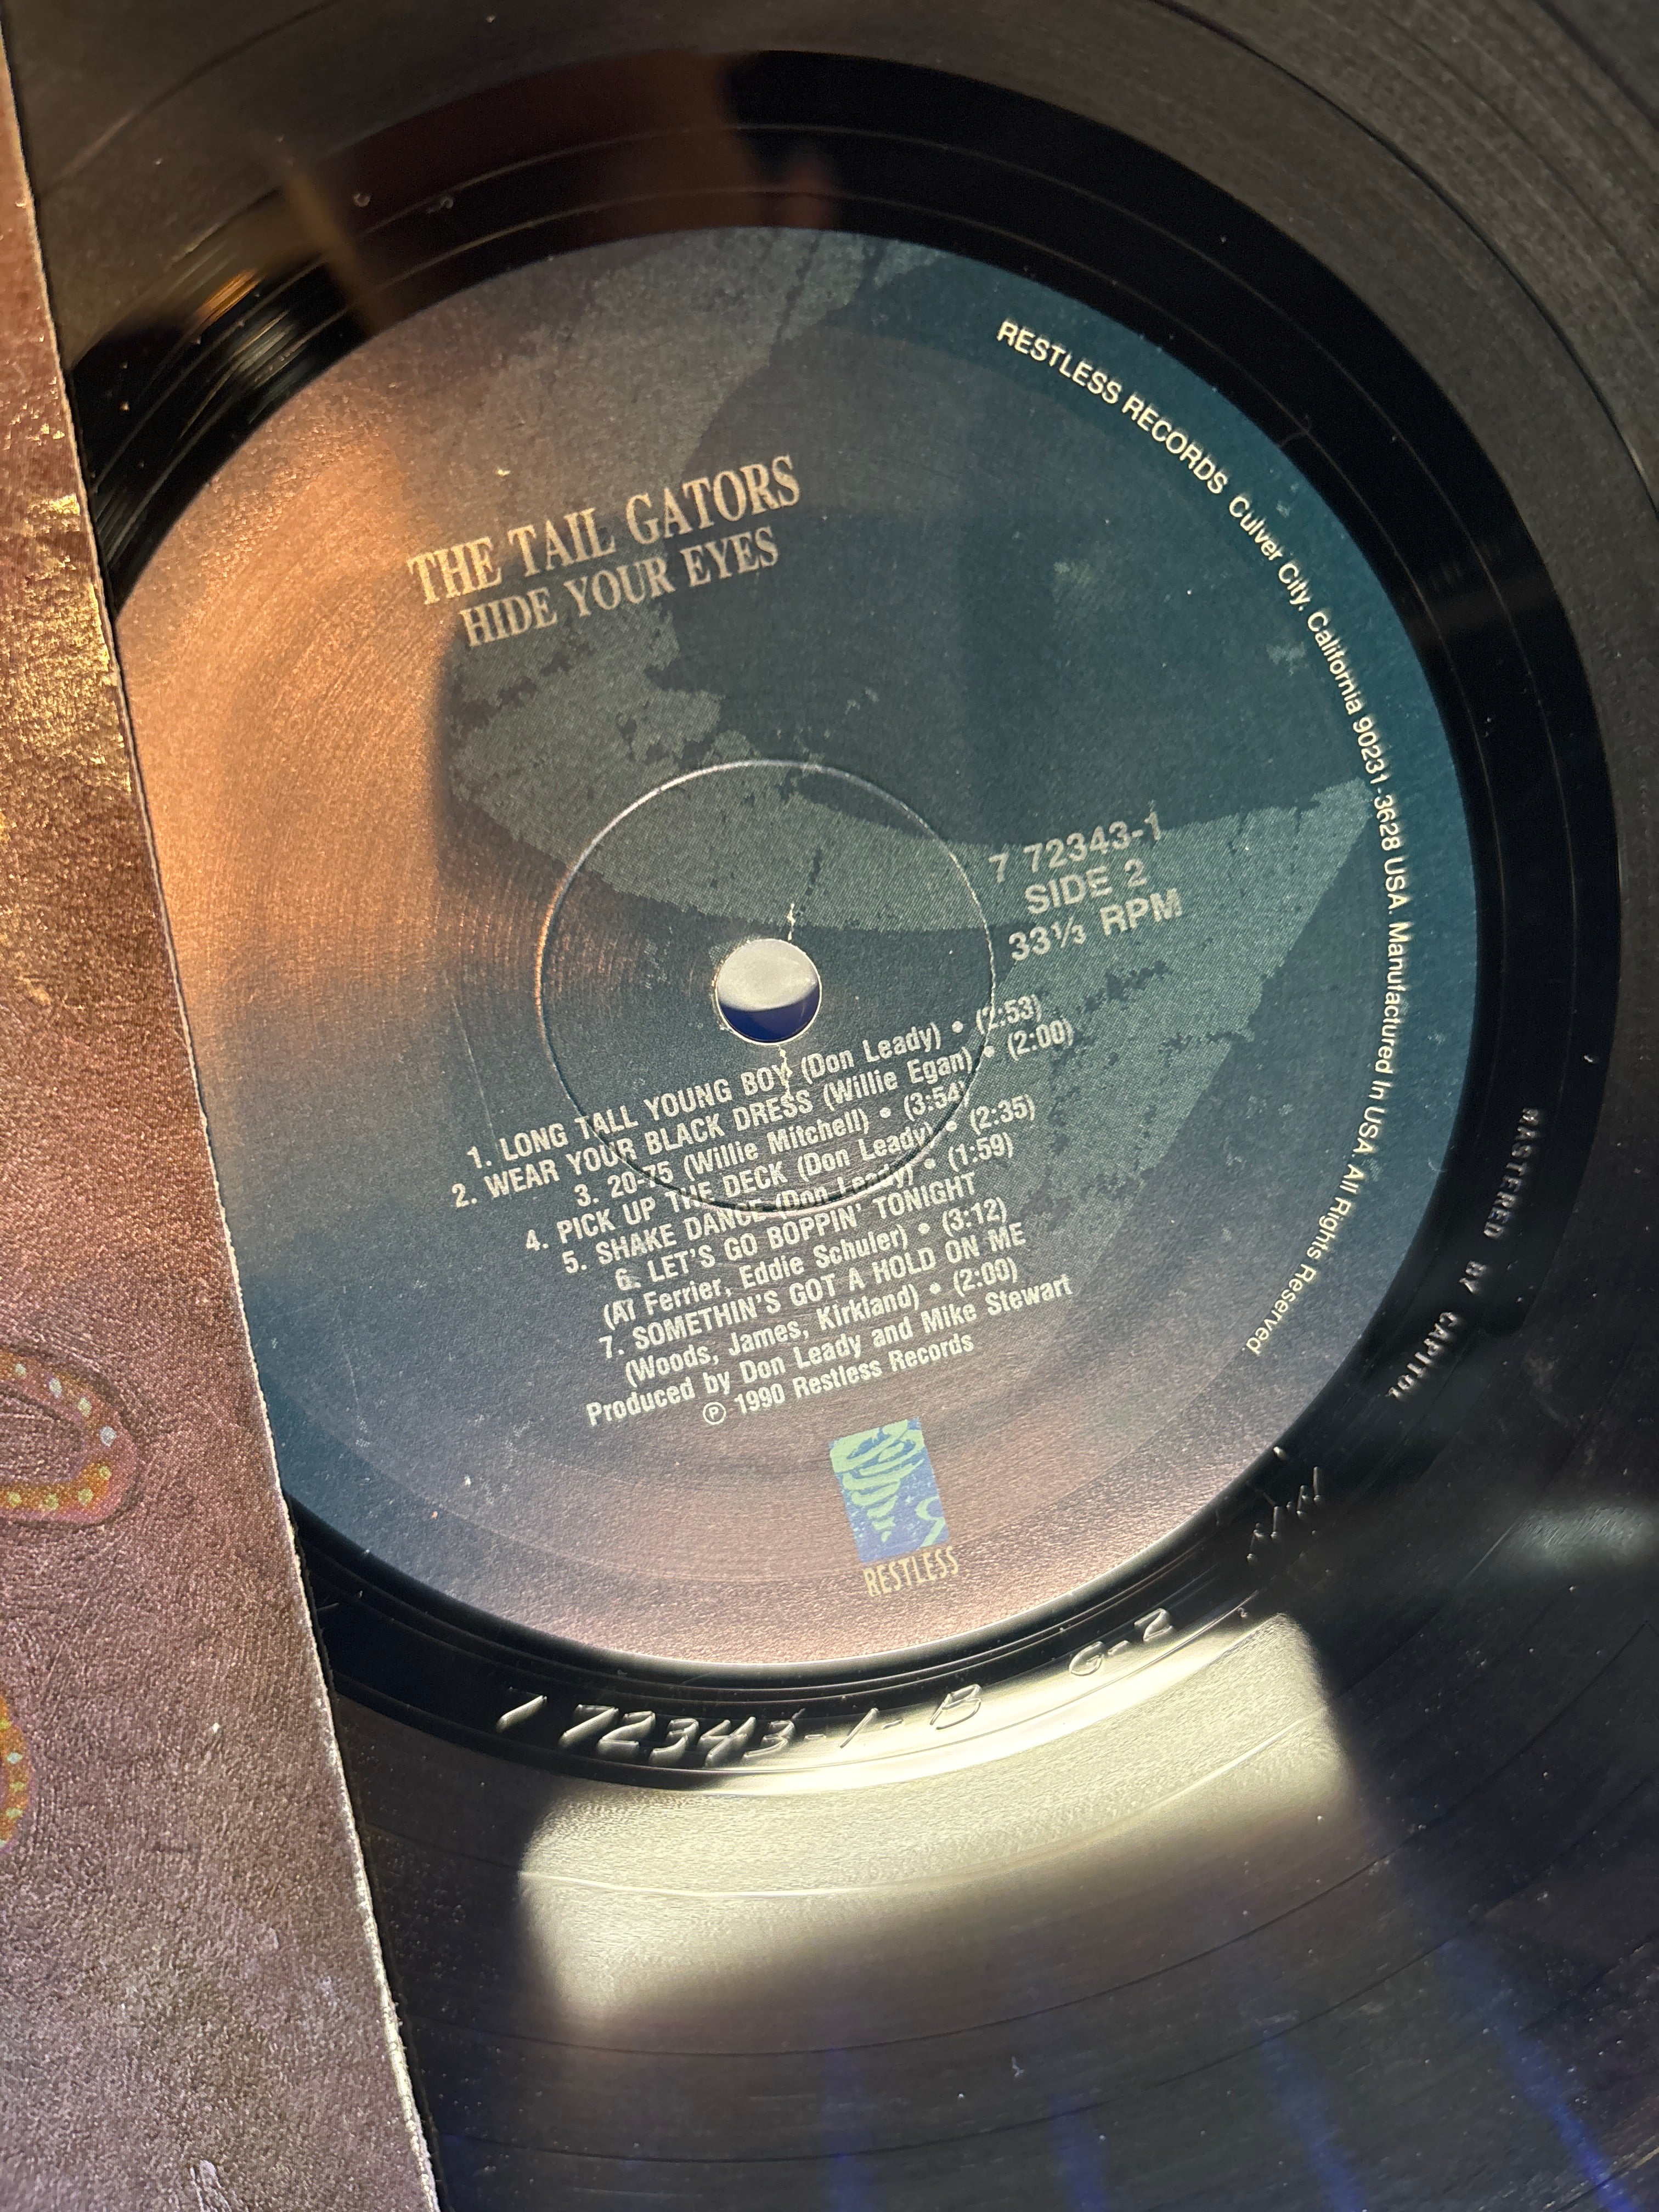 THE TAIL GATORS
HIDE YOUR EYES
RESTLESS RECORDS Culver City, California 90231-3628 USA. Manufactured In USA. All Rights Reserved.
7 72343-1
SIDE 2
33⅓ RPM
1. LONG TALL YOUNG BOY (Don Leady) • (2:53)
2. WEAR YOUR BLACK DRESS (Willie Egan) • (2:00)
3. 20-75 (Willie Mitchell) • (3:54)
4. PICK UP THE DECK (Don Leady) • (2:35)
5. SHAKE DANCE (Don Leady) • (1:59)
6. LET'S GO BOPPIN' TONIGHT
(Al Ferrier, Eddie Schuler) • (3:12)
7. SOMETHIN'S GOT A HOLD ON ME
(Woods, James, Kirkland) • (2:00)
Produced by Don Leady and Mike Stewart
℗ 1990 Restless Records
RESTLESS
MASTERED BY CAPITOL
1 72343-1-B G-2